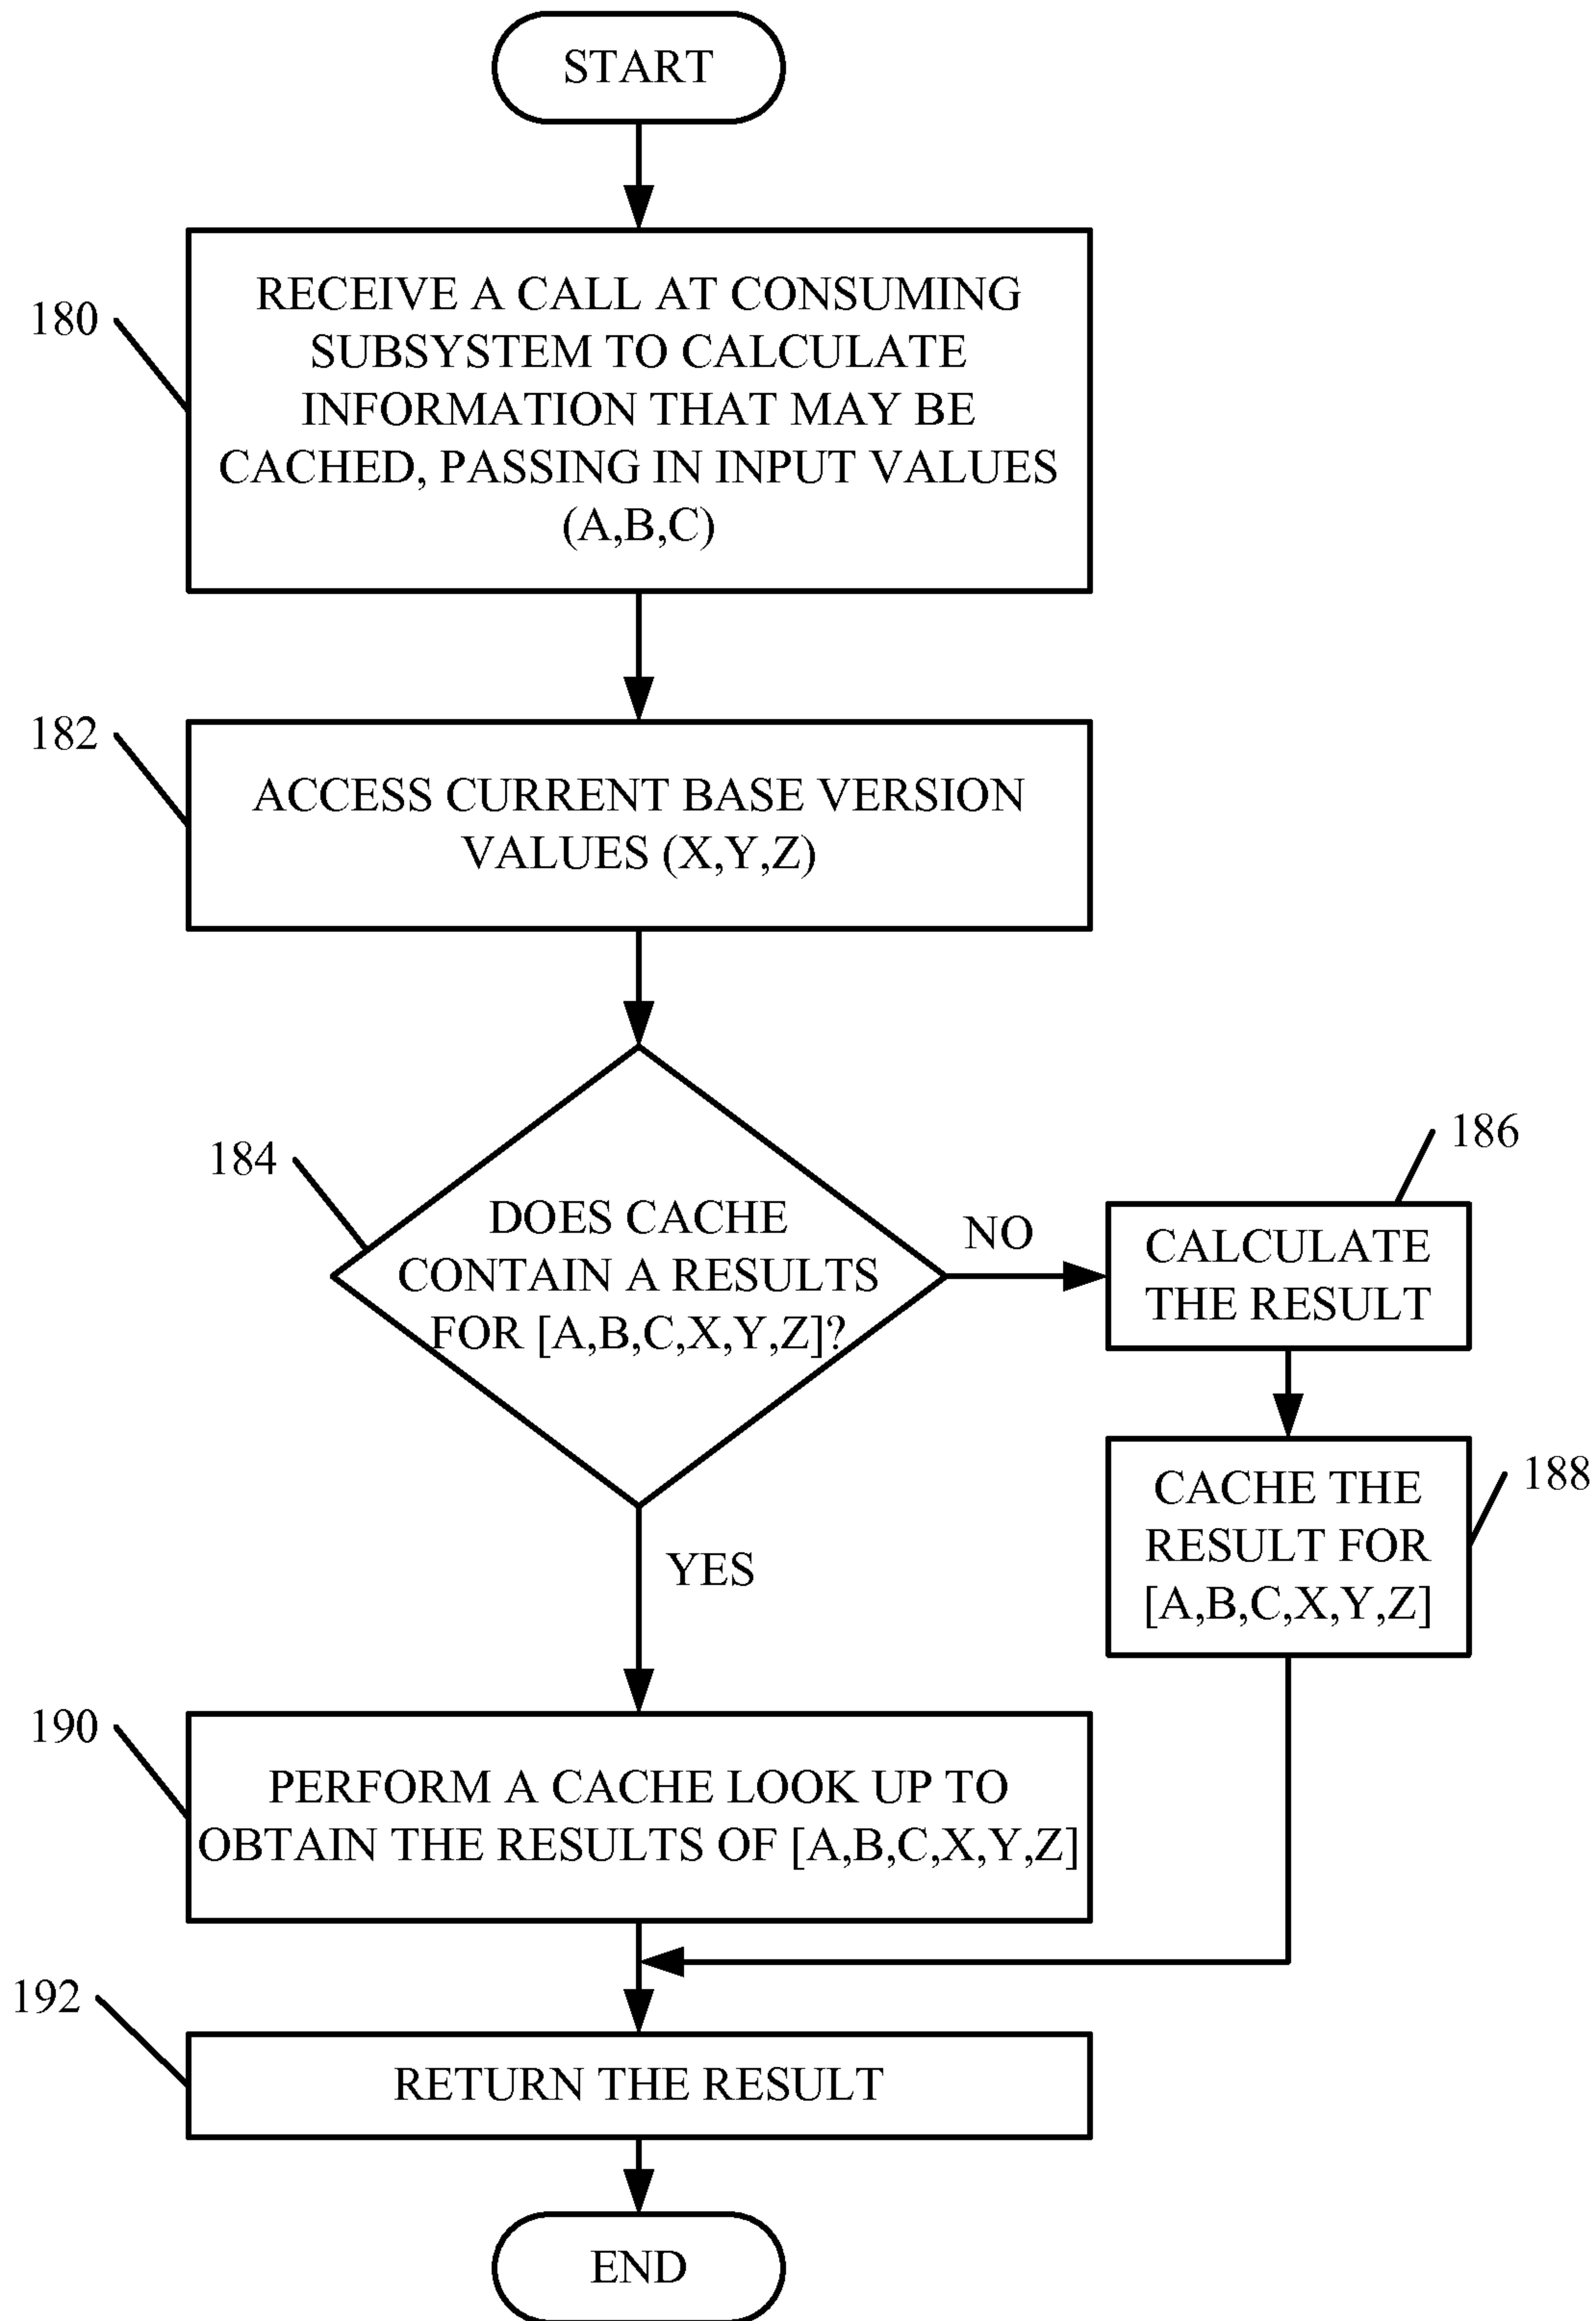 START
180
RECEIVE A CALL AT CONSUMING
SUBSYSTEM TO CALCULATE
INFORMATION THAT MAY BE
CACHED, PASSING IN INPUT VALUES
(A,B,C)
182
ACCESS CURRENT BASE VERSION
VALUES (X,Y,Z)
184
DOES CACHE
CONTAIN A RESULTS
FOR [A,B,C,X,Y,Z]?
NO
186
CALCULATE
THE RESULT
188
CACHE THE
RESULT FOR
[A,B,C,X,Y,Z]
YES
190
PERFORM A CACHE LOOK UP TO
OBTAIN THE RESULTS OF [A,B,C,X,Y,Z]
192
RETURN THE RESULT
END